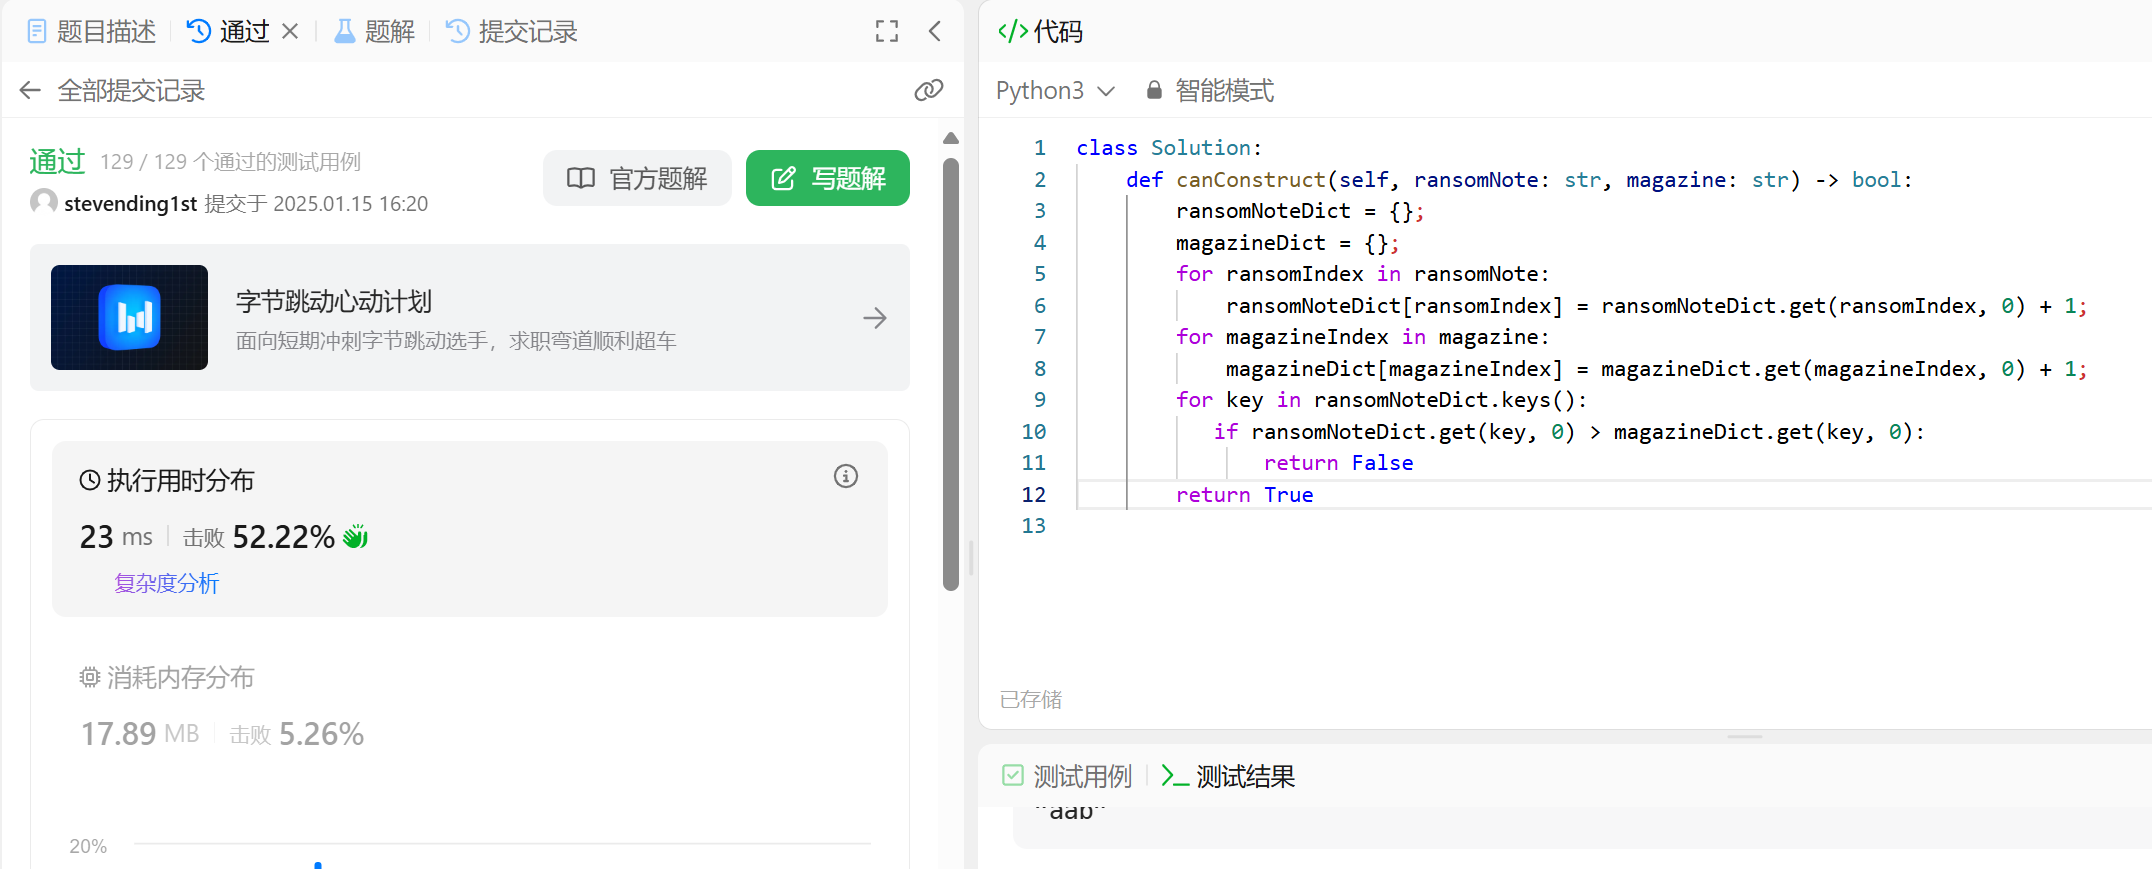 题目描述 通过 题解 提交记录
全部提交记录
通过 129 / 129 个通过的测试用例
stevending1st 提交于 2025.01.15 16:20
官方题解
写题解
字节跳动心动计划
面向短期冲刺字节跳动选手，求职弯道顺利超车
执行用时分布
23 ms 击败 52.22%
复杂度分析
消耗内存分布
17.89 MB 击败 5.26%
20%
</> 代码
Python3 智能模式
1 class Solution:
2     def canConstruct(self, ransomNote: str, magazine: str) -> bool:
3         ransomNoteDict = {};
4         magazineDict = {};
5         for ransomIndex in ransomNote:
6             ransomNoteDict[ransomIndex] = ransomNoteDict.get(ransomIndex, 0) + 1;
7         for magazineIndex in magazine:
8             magazineDict[magazineIndex] = magazineDict.get(magazineIndex, 0) + 1;
9         for key in ransomNoteDict.keys():
10            if ransomNoteDict.get(key, 0) > magazineDict.get(key, 0):
11                return False
12        return True
13
已存储
测试用例 >_ 测试结果
"aab"